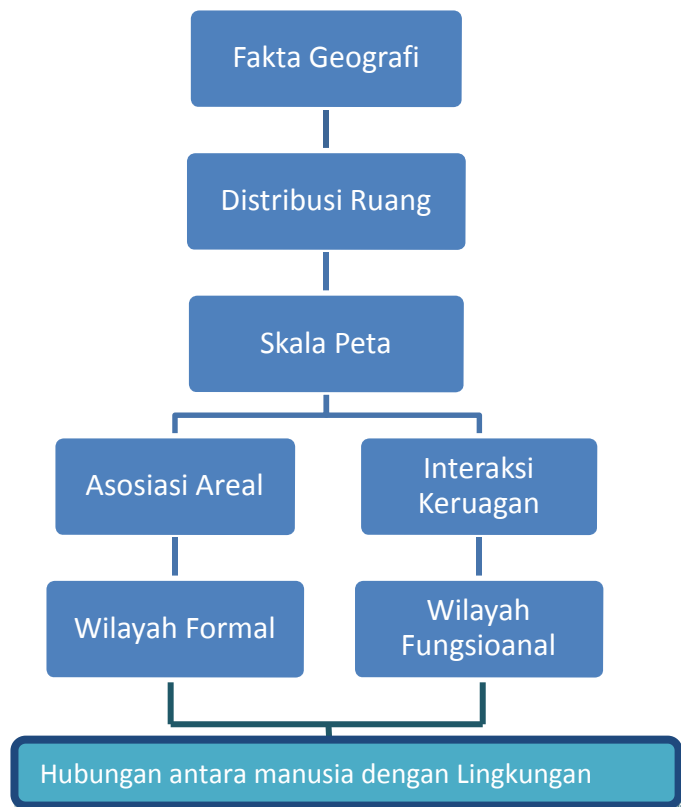 Fakta Geografi
Distribusi Ruang
Skala Peta
Asosiasi Areal
Interaksi
Keruagan
Wilayah Formal
Wilayah
Fungsioanal
Hubungan antara manusia dengan Lingkungan